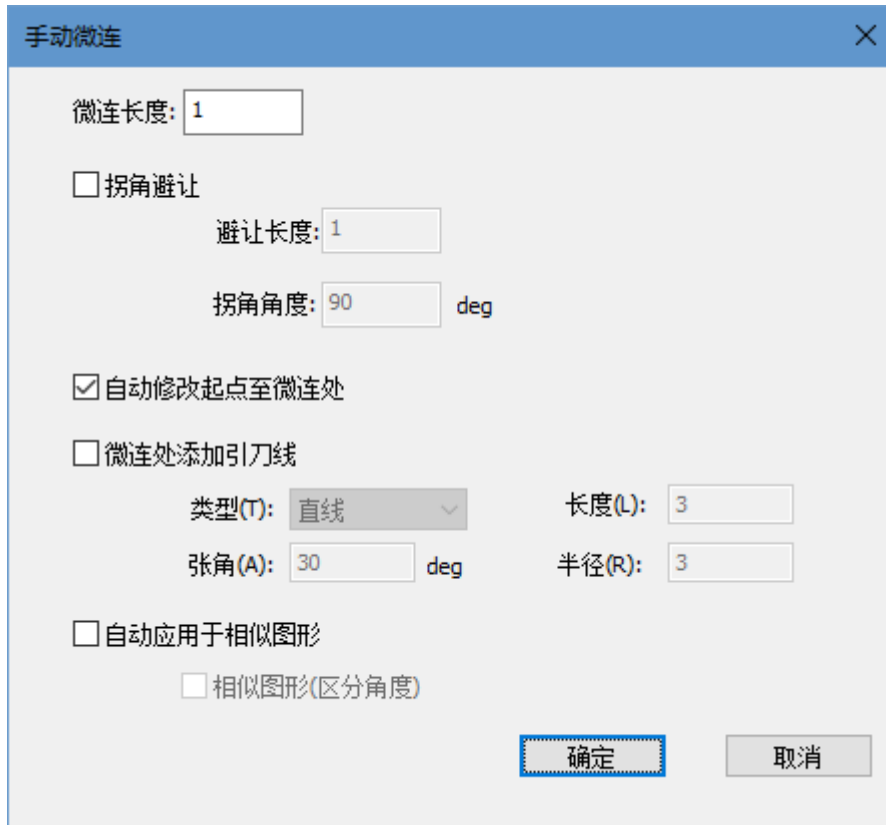 手动微连
微连长度: 1
拐角避让
避让长度: 1
拐角角度: 90 deg
自动修改起点至微连处
微连处添加引刀线
类型(T): 直线 长度(L): 3
张角(A): 30 deg 半径(R): 3
自动应用于相似图形
相似图形(区分角度)
确定 取消